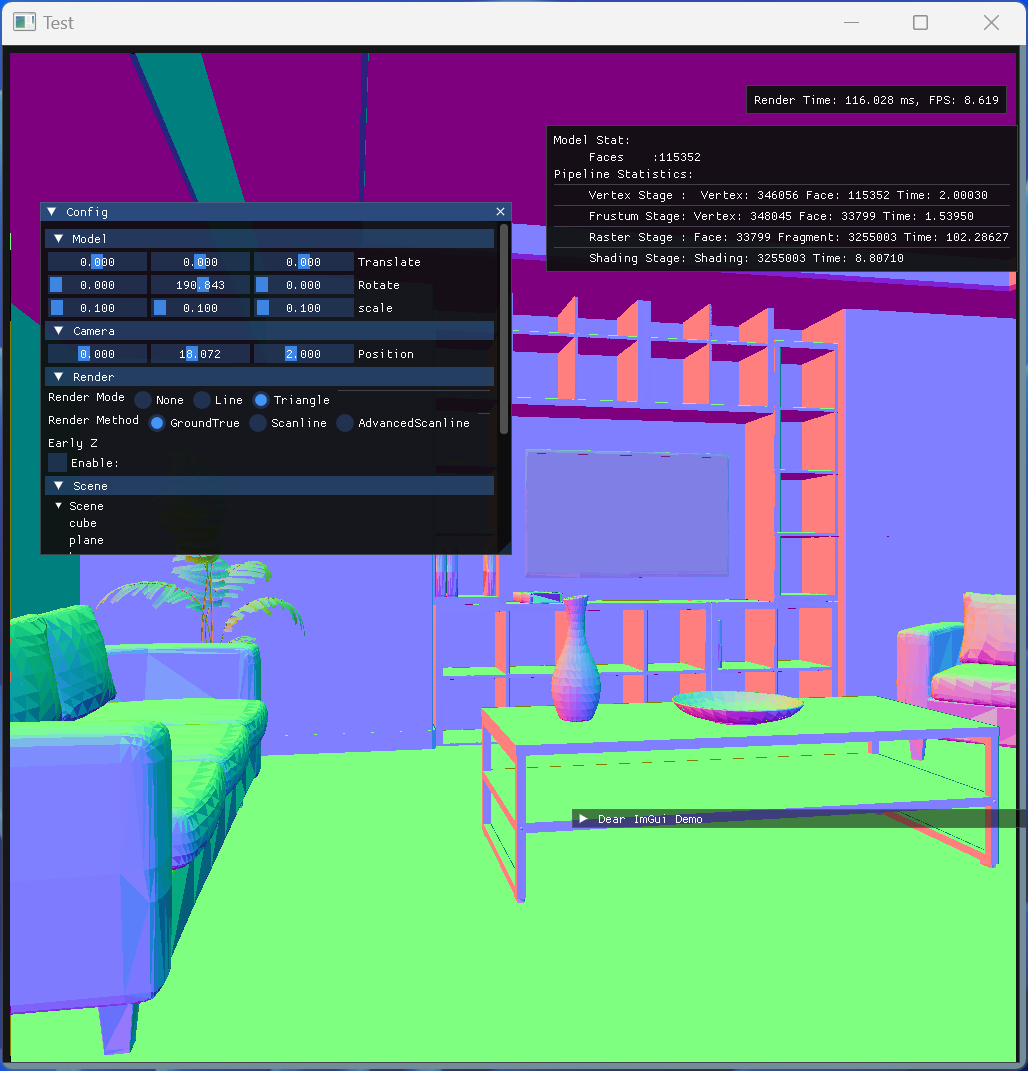 Test
Render Time: 116.028 ms, FPS: 8.619
Model Stat:
Faces :115352
Pipeline Statistics:
Vertex Stage : Vertex: 346056 Face: 115352 Time: 2.00030
Frustum Stage: Vertex: 348045 Face: 33799 Time: 1.53950
Raster Stage : Face: 33799 Fragment: 3255003 Time: 102.28627
Shading Stage: Shading: 3255003 Time: 8.80710
Config
Model
0.000 0.000 0.000 Translate
0.000 190.843 0.000 Rotate
0.100 0.100 0.100 scale
Camera
0.000 18.072 2.000 Position
Render
Render Mode None Line Triangle
Render Method GroundTrue Scanline AdvancedScanline
Early Z
Enable:
Scene
Scene
cube
plane
Dear ImGui Demo